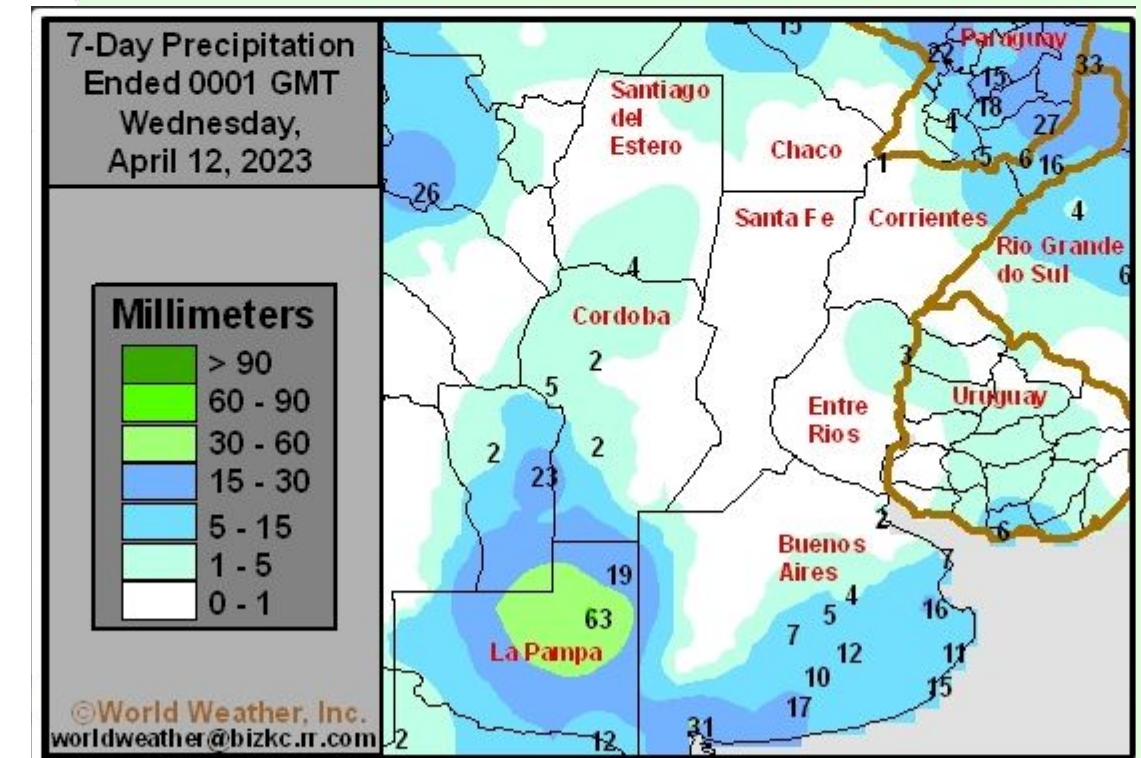 7-Day Precipitation
Ended 0001 GMT
Wednesday,
April 12, 2023
Millimeters
> 90
60 - 90
30 - 60
15 - 30
5 - 15
1 - 5
0 - 1
©World Weather, Inc.
worldweather@bizkc.rr.com
15
Paraguay
22
33
15
Santiago
del
Estero
18
4
27
Chaco
1
5
6
16
26
4
Santa Fe
Corrientes
Rio Grande
do Sul
4
6
Cordoba
2
3
5
Uruguay
Entre
Rios
2
2
23
2
6
Buenos
Aires
7
19
4
16
5
63
7
La Pampa
12
11
10
15
17
31
2
12